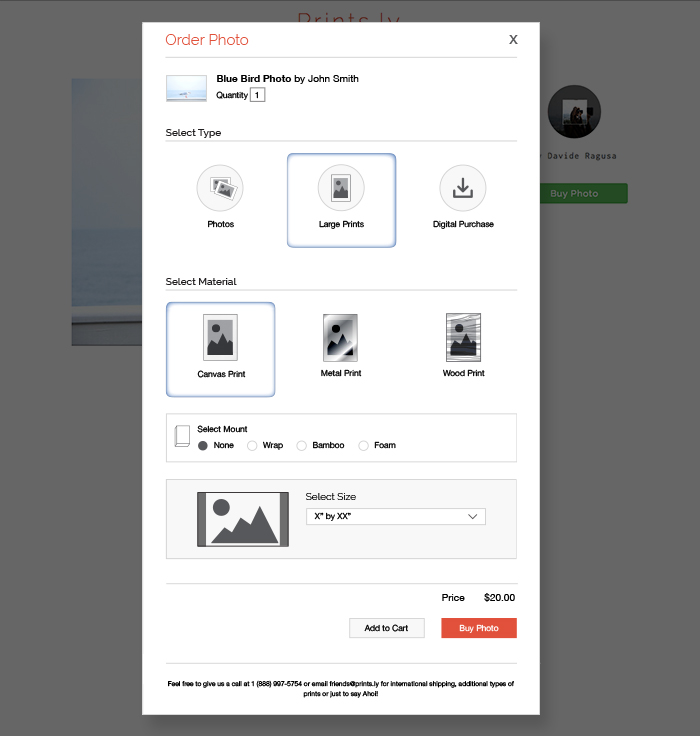 Prints.ly
Order Photo X
Blue Bird Photo by John Smith
Quantity 1
Davide Ragusa
Buy Photo
Select Type
Photos Large Prints Digital Purchase
Select Material
Canvas Print Metal Print Wood Print
Select Mount
None Wrap Bamboo Foam
Select Size
X" by XX"
Price $20.00
Add to Cart Buy Photo
Feel free to give us a call at 1 (888) 997-5754 or email friends@prints.ly for international shipping, additional types of
prints or just to say Ahoi!